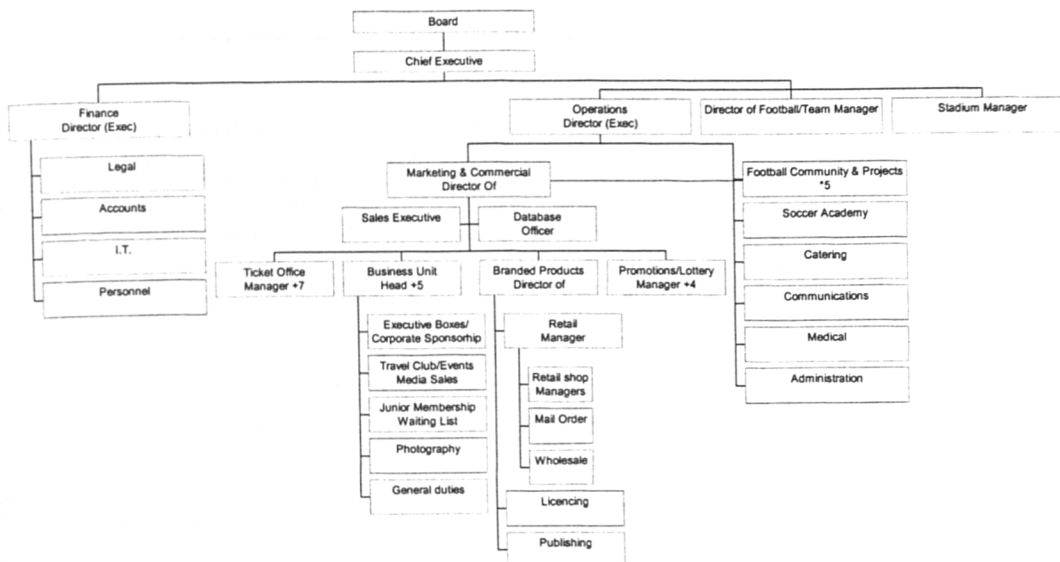 Board
Chief Executive
Finance
Director (Exec)
Operations
Director (Exec)
Director of Football/Team Manager
Stadium Manager
Legal
Accounts
I.T.
Personnel
Marketing & Commercial
Director Of
Sales Executive
Database
Officer
Ticket Office
Manager +7
Business Unit
Head +5
Branded Products
Director of
Promotions/Lottery
Manager +4
Executive Boxes/
Corporate Sponsorhip
Travel Club/Events
Media Sales
Junior Membership
Waiting List
Photography
General duties
Retail
Manager
Retail shop
Managers
Mail Order
Wholesale
Licencing
Publishing
Football Community & Projects
*5
Soccer Academy
Catering
Communications
Medical
Administration